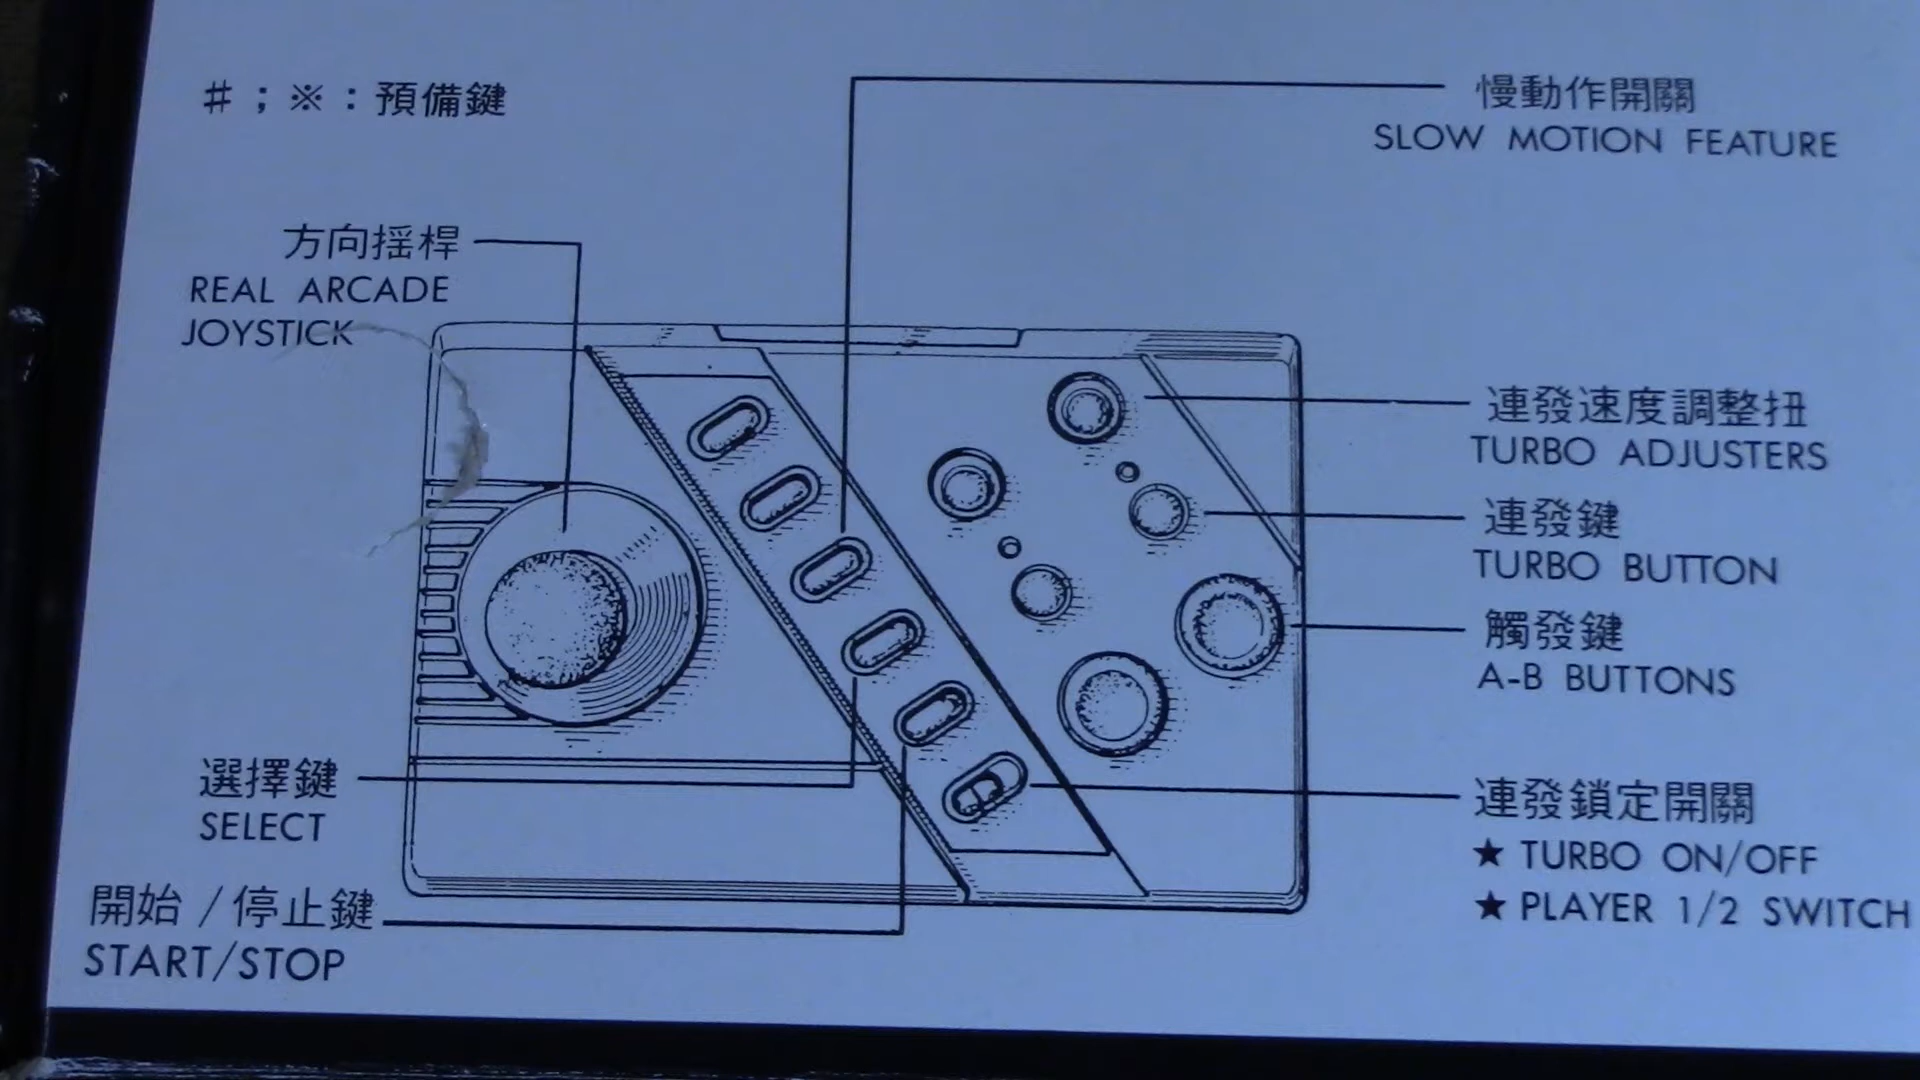 ＃；※：預備鍵
慢動作開關
SLOW MOTION FEATURE
方向摇桿
REAL ARCADE
JOYSTICK
連發速度調整扭
TURBO ADJUSTERS
連發鍵
TURBO BUTTON
觸發鍵
A-B BUTTONS
選擇鍵
SELECT
連發鎖定開關
★ TURBO ON/OFF
★ PLAYER 1/2 SWITCH
開始/停止鍵
START/STOP